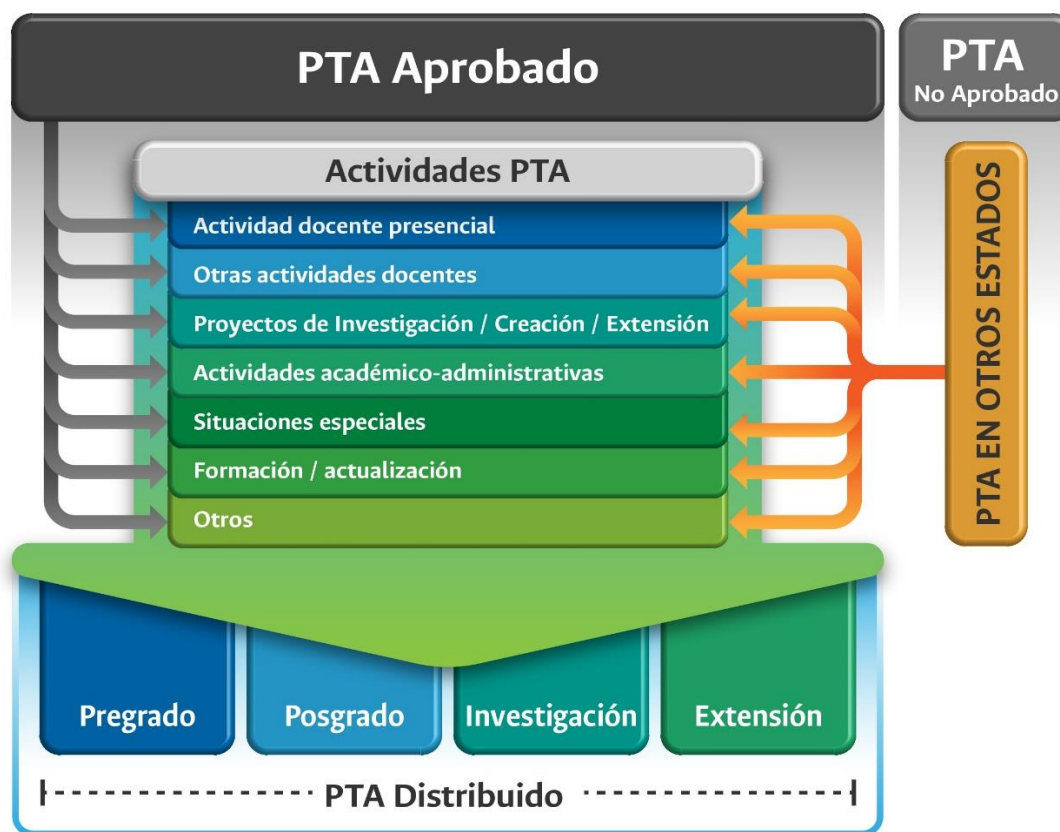 PTA Aprobado
PTA
No Aprobado
Actividades PTA
Actividad docente presencial
Otras actividades docentes
Proyectos de Investigación / Creación / Extensión
Actividades académico-administrativas
Situaciones especiales
Formación / actualización
Otros
PTA EN OTROS ESTADOS
Pregrado
Posgrado
Investigación
Extensión
PTA Distribuido